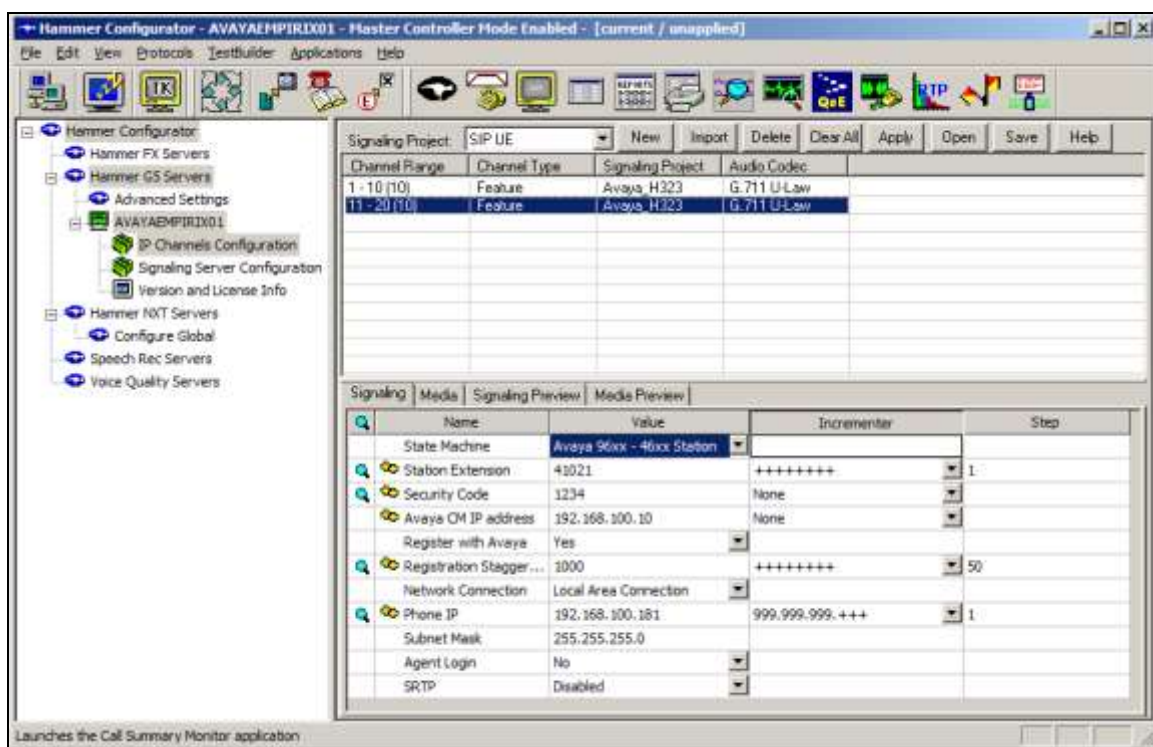 Hammer Configurator - AVAYAEMPIRIX01 - Master Controller Mode Enabled - [current / unapplied]
File Edit View Protocols TestBuilder Applications Help
TK
E
REPORTS
QoE
RTP
Hammer Configurator
Hammer FX Servers
Hammer G5 Servers
Advanced Settings
AVAYAEMPIRIX01
IP Channels Configuration
Signaling Server Configuration
Version and License Info
Hammer NXT Servers
Configure Global
Speech Rec Servers
Voice Quality Servers
Signaling Project: SIP UE New Import Delete Clear All Apply Open Save Help
Channel Range Channel Type Signaling Project Audio Codec
1 - 10 (10) Feature Avaya_H323 G.711 U-Law
11 - 20 (10) Feature Avaya_H323 G.711 U-Law
Signaling Media Signaling Preview Media Preview
Name Value Incrementer Step
State Machine Avaya 96xx - 46xx Station
Station Extension 41021 ++++++++ 1
Security Code 1234 None
Avaya CM IP address 192.168.100.10 None
Register with Avaya Yes
Registration Stagger... 1000 ++++++++ 50
Network Connection Local Area Connection
Phone IP 192.168.100.181 999.999.999.+++ 1
Subnet Mask 255.255.255.0
Agent Login No
SRTP Disabled
Launches the Call Summary Monitor application